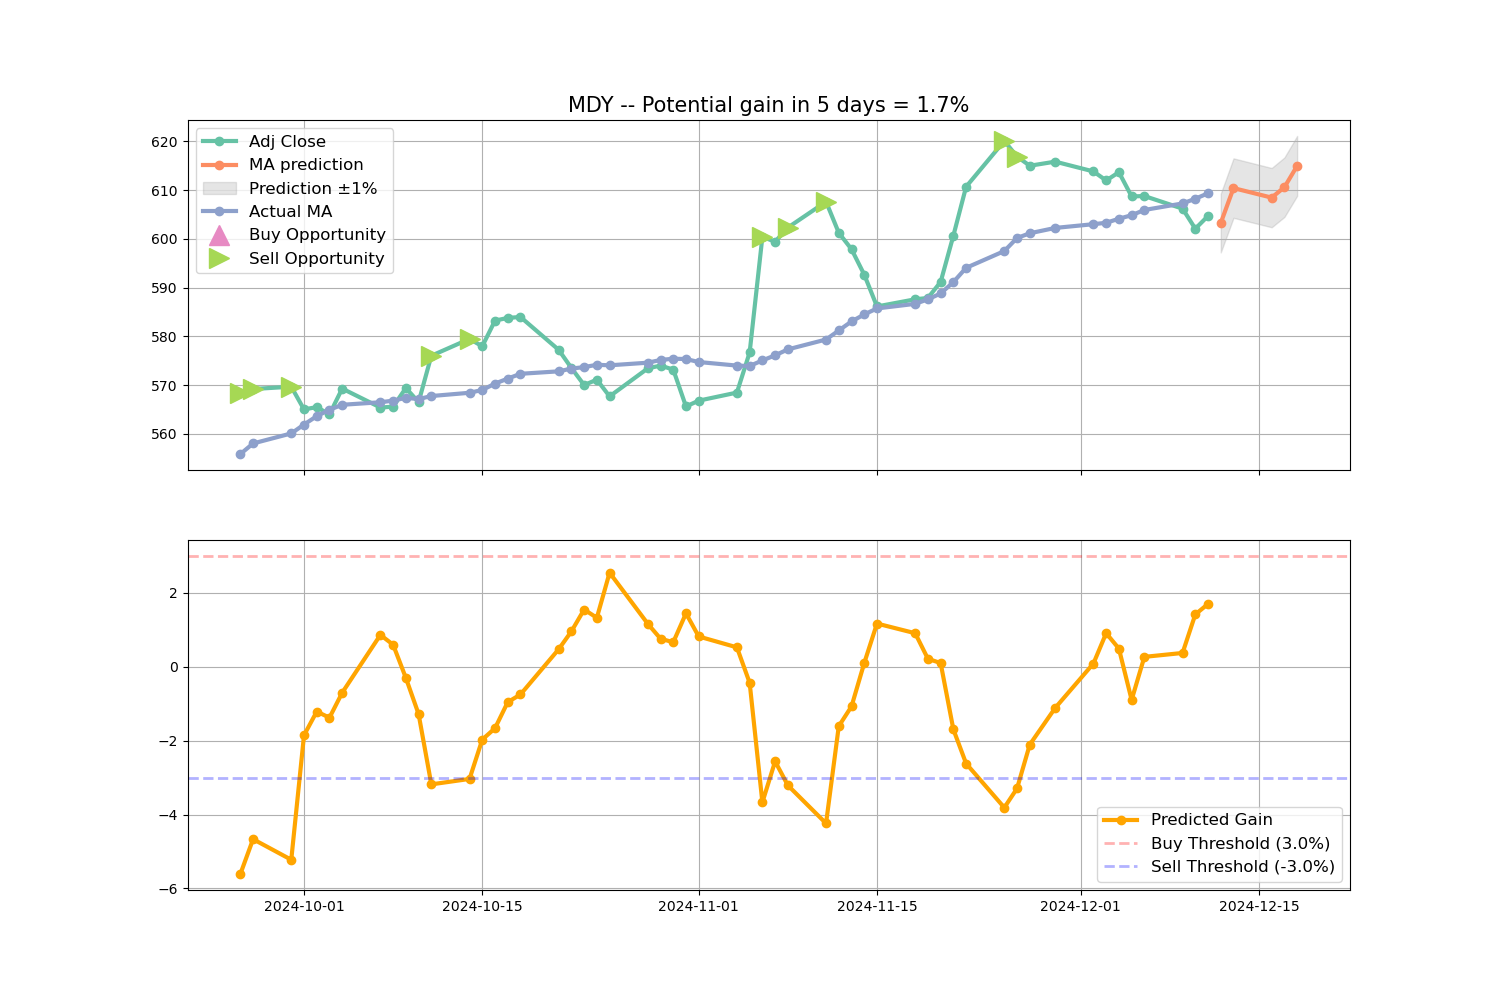 MDY -- Potential gain in 5 days = 1.7%
620
610
600
590
580
570
560
Adj Close
MA prediction
Prediction ±1%
Actual MA
Buy Opportunity
Sell Opportunity
2
0
−2
−4
−6
Predicted Gain
Buy Threshold (3.0%)
Sell Threshold (-3.0%)
2024-10-01 2024-10-15 2024-11-01 2024-11-15 2024-12-01 2024-12-15